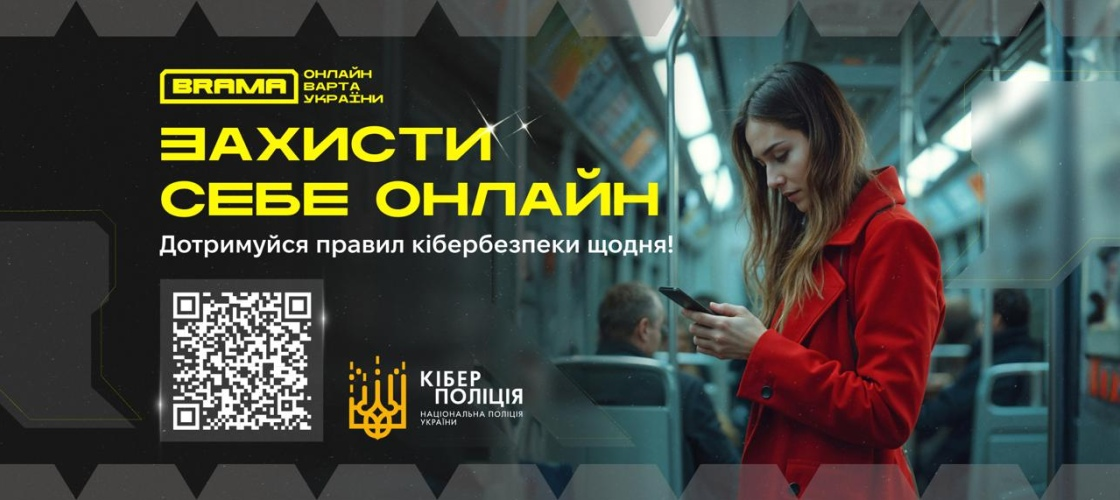 BRAMA
ОНЛАЙН
ВАРТА
УКРАЇНИ
ЗАХИСТИ
СЕБЕ ОНЛАЙН
Дотримуйся правил кібербезпеки щодня!
КІБЕР
ПОЛІЦІЯ
НАЦІОНАЛЬНА ПОЛІЦІЯ
УКРАЇНИ